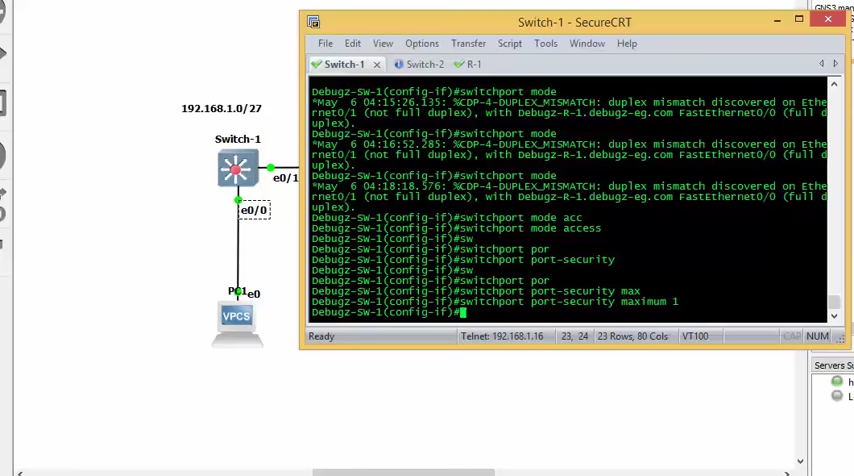 GNS3 man
Switch-1 - SecureCRT
File Edit View Options Transfer Script Tools Window Help
Switch-1 Switch-2 R-1
Debugz-SW-1(config-if)#switchport mode
*May  6 04:15:26.135: %CDP-4-DUPLEX_MISMATCH: duplex mismatch discovered on Ethe
rnet0/1 (not full duplex), with Debugz-R-1.debugz-eg.com FastEthernet0/0 (full d
uplex).
Debugz-SW-1(config-if)#switchport mode
*May  6 04:16:52.285: %CDP-4-DUPLEX_MISMATCH: duplex mismatch discovered on Ethe
rnet0/1 (not full duplex), with Debugz-R-1.debugz-eg.com FastEthernet0/0 (full d
uplex).
Debugz-SW-1(config-if)#switchport mode
*May  6 04:18:18.576: %CDP-4-DUPLEX_MISMATCH: duplex mismatch discovered on Ethe
rnet0/1 (not full duplex), with Debugz-R-1.debugz-eg.com FastEthernet0/0 (full d
uplex).
Debugz-SW-1(config-if)#switchport mode acc
Debugz-SW-1(config-if)#switchport mode access
Debugz-SW-1(config-if)#sw
Debugz-SW-1(config-if)#switchport por
Debugz-SW-1(config-if)#switchport port-security
Debugz-SW-1(config-if)#sw
Debugz-SW-1(config-if)#switchport por
Debugz-SW-1(config-if)#switchport port-security max
Debugz-SW-1(config-if)#switchport port-security maximum 1
Debugz-SW-1(config-if)#
Ready Telnet: 192.168.1.16 23, 24 23 Rows, 80 Cols VT100 CAP NUM
192.168.1.0/27
Switch-1
e0/1
e0/0
PC1
e0
VPCS
Servers Su
h
L